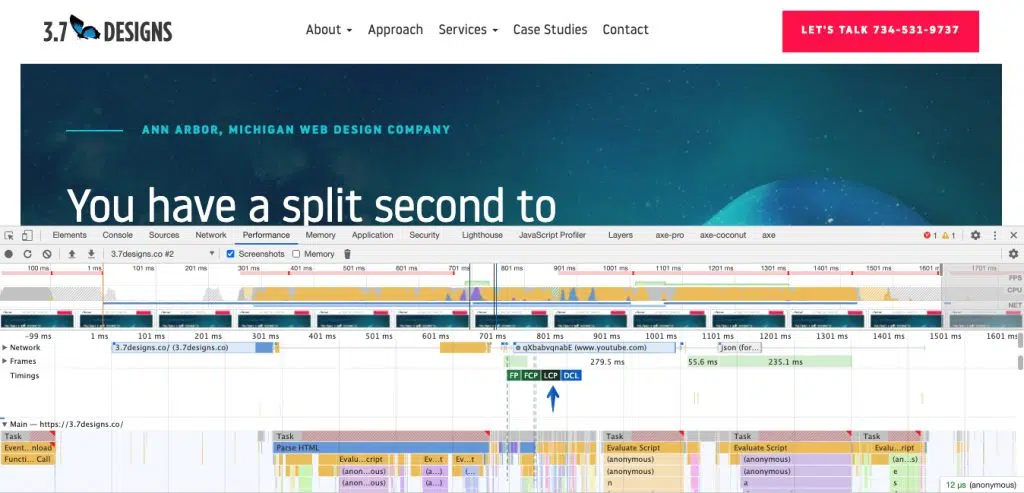 3.7 DESIGNS
About Approach Services Case Studies Contact
LET'S TALK 734-531-9737
ANN ARBOR, MICHIGAN WEB DESIGN COMPANY
You have a split second to
Elements Console Sources Network Performance Memory Application Security Lighthouse JavaScript Profiler Layers axe-pro axe-coconut axe 1 1
3.7designs.co #2 Screenshots Memory
100 ms 1 ms 101 ms 201 ms 301 ms 401 ms 501 ms 601 ms 701 ms 801 ms 901 ms 1001 ms 1101 ms 1201 ms 1301 ms 1401 ms 1501 ms 1601 ms 1701 ms
FPS
CPU
NET
-99 ms 1 ms 101 ms 201 ms 301 ms 401 ms 501 ms 601 ms 701 ms 801 ms 901 ms 1001 ms 1101 ms 1201 ms 1301 ms 1401 ms 1501 ms 1601 ms
Network 3.7designs.co/ (3.7designs.co) qXbabvqnabE (www.youtube.com) json (for...
Frames 279.5 ms 55.6 ms 235.1 ms
Timings FP FCP LCP DCL
Main — https://3.7designs.co/
Task Task Task Task Task
Event...nload Parse HTML Evaluate Script Evaluate Script Evalu...ript
Functi... Call Evalu...cript Ev...t Ev...t (anonymous) (anonymous) (an...s)
(anon...ous) (a...) (... (anonymous) (anonymous) e
(anon...ous) (a...) n a s
12 μs (anonymous)